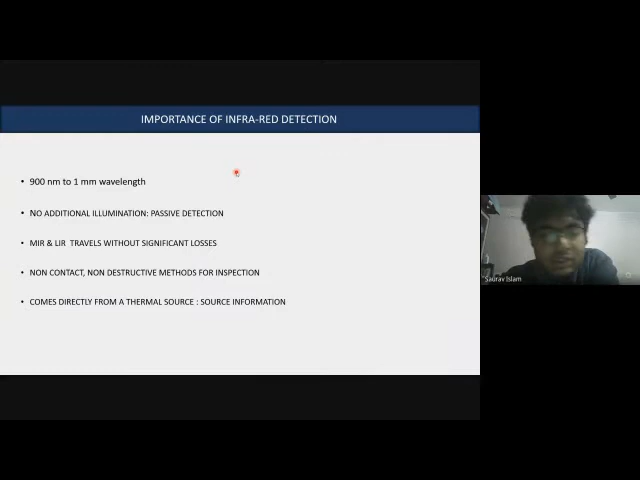 IMPORTANCE OF INFRA-RED DETECTION
• 900 nm to 1 mm wavelength
• NO ADDITIONAL ILLUMINATION: PASSIVE DETECTION
• MIR & LIR TRAVELS WITHOUT SIGNIFICANT LOSSES
• NON CONTACT, NON DESTRUCTIVE METHODS FOR INSPECTION
• COMES DIRECTLY FROM A THERMAL SOURCE : SOURCE INFORMATION
Saurav Islam